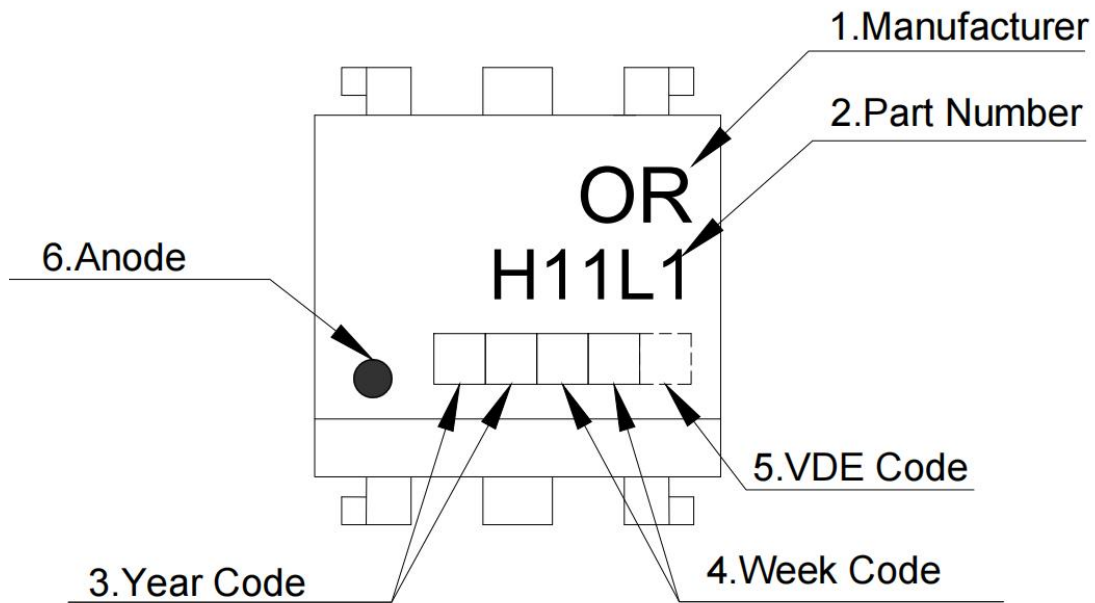 1.Manufacturer
2.Part Number
OR
H11L1
6.Anode
5.VDE Code
4.Week Code
3.Year Code